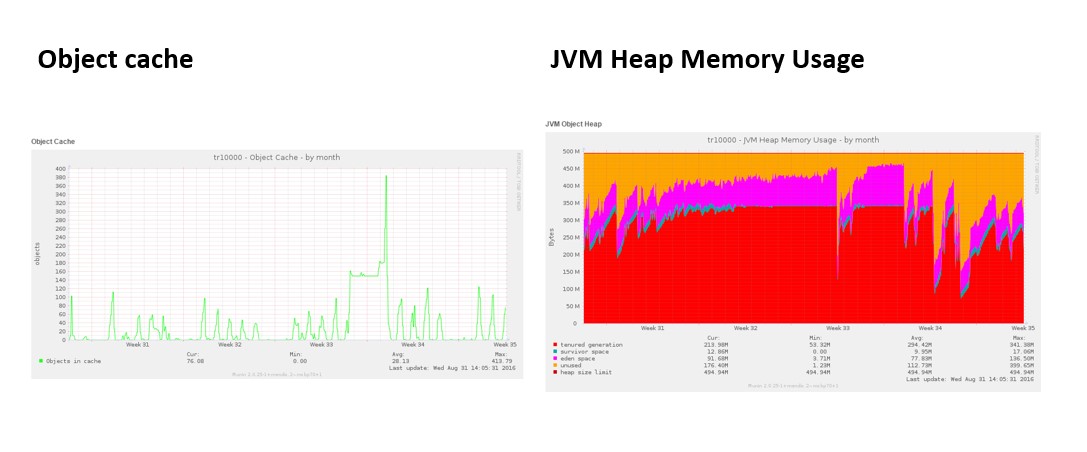 Object cache
JVM Heap Memory Usage
Object Cache
tr10000 - Object Cache - by month
400
380
360
340
320
300
280
260
240
220
200
180
160
140
120
100
80
60
40
20
0
objects
Week 31 Week 32 Week 33 Week 34 Week 35
Cur: Min: Avg: Max:
Objects in cache 76.08 0.00 28.13 413.79
Last update: Wed Aug 31 14:05:31 2016
JVM Object Heap
tr10000 - JVM Heap Memory Usage - by month
500 M
450 M
400 M
350 M
300 M
250 M
200 M
150 M
100 M
50 M
0
Bytes
Week 31 Week 32 Week 33 Week 34 Week 35
Cur: Min: Avg: Max:
tenured generation 213.98M 53.32M 294.42M 341.38M
survivor space 12.86M 0.00 9.95M 17.06M
eden space 91.68M 3.71M 77.83M 136.50M
unused 176.40M 1.23M 112.73M 399.65M
heap size limit 494.94M 494.94M 494.94M 494.94M
Last update: Wed Aug 31 14:05:31 2016